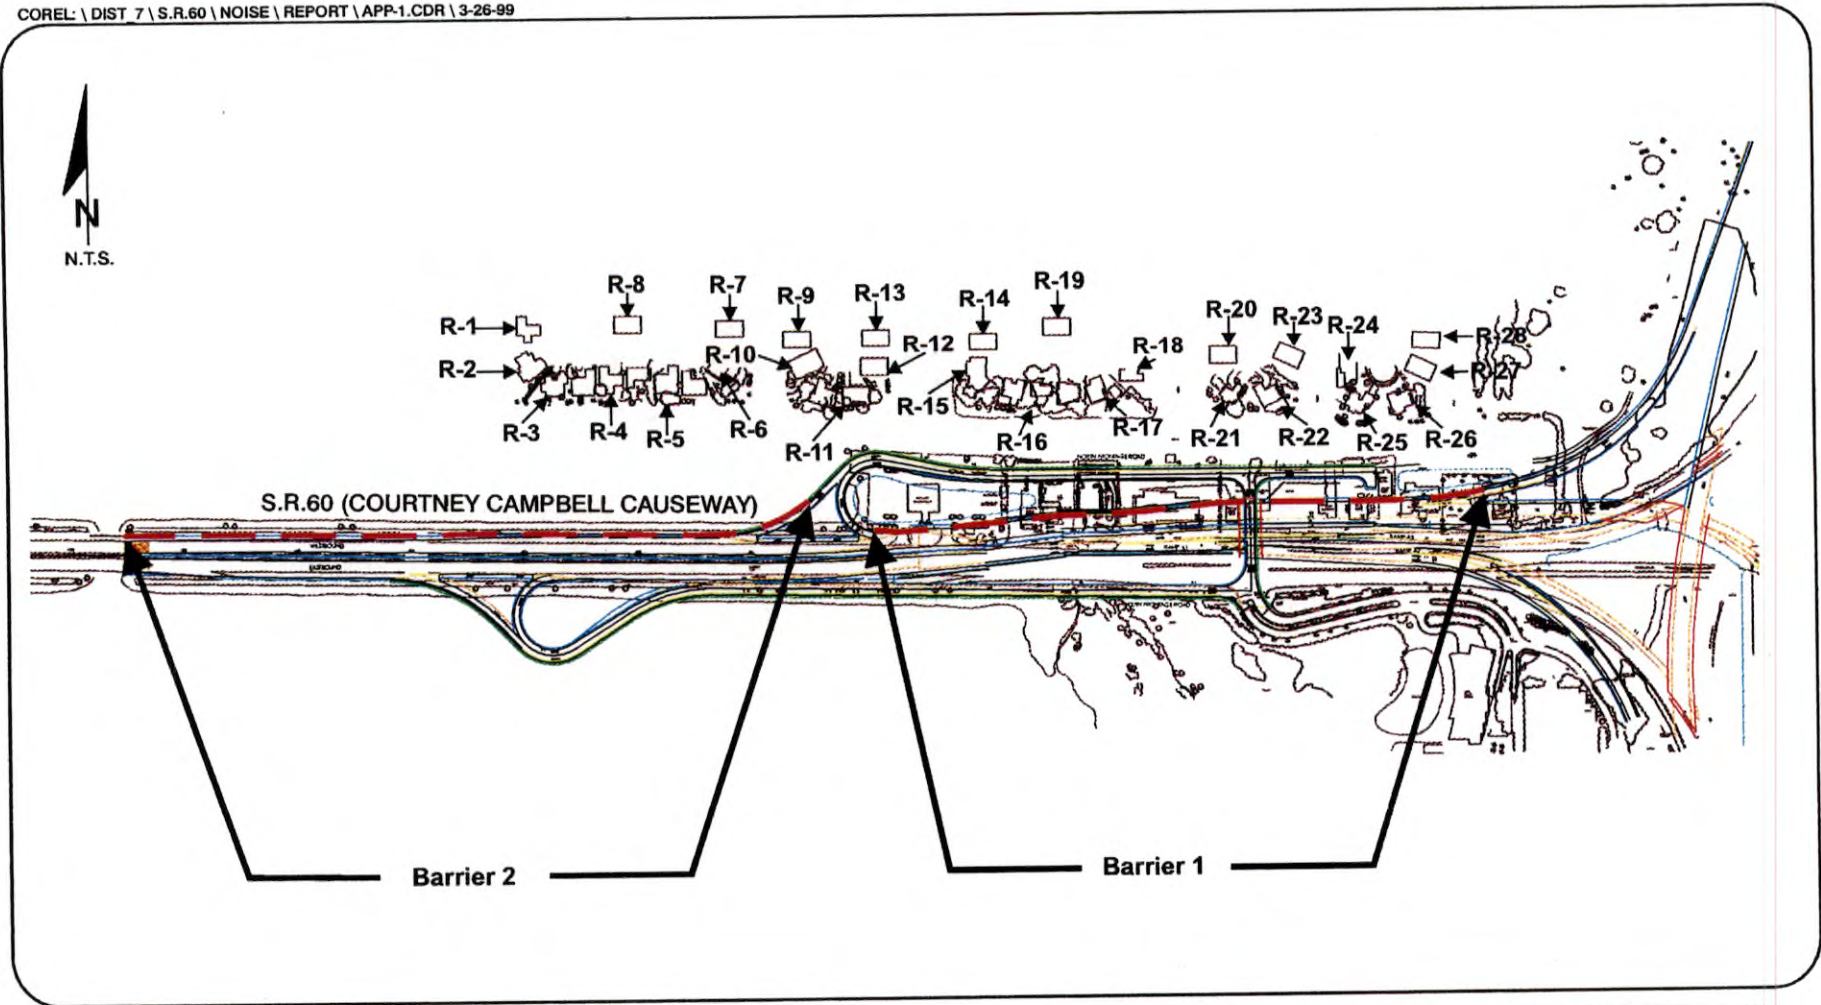 COREL: \ DIST_7 \ S.R.60 \ NOISE \ REPORT \ APP-1.CDR \ 3-26-99
N
N.T.S.
R-8
R-7
R-9
R-13
R-14
R-19
R-20
R-23
R-24
R-28
R-1
R-10
R-12
R-18
R-2
R-27
R-15
R-3
R-4
R-5
R-6
R-11
R-16
R-17
R-21
R-22
R-25
R-26
S.R.60 (COURTNEY CAMPBELL CAUSEWAY)
Barrier 2
Barrier 1